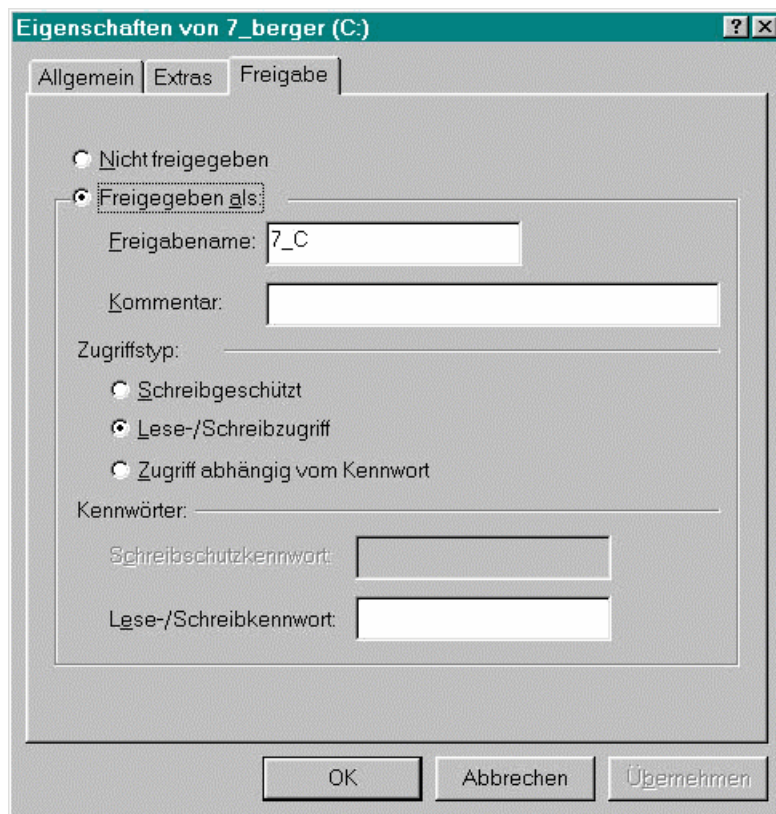 Eigenschaften von 7_berger (C:)
Allgemein Extras Freigabe
Nicht freigegeben
Freigegeben als:
Freigabename: 7_C
Kommentar:
Zugriffstyp:
Schreibgeschützt
Lese-/Schreibzugriff
Zugriff abhängig vom Kennwort
Kennwörter:
Schreibschutzkennwort:
Lese-/Schreibkennwort:
OK Abbrechen Übernehmen